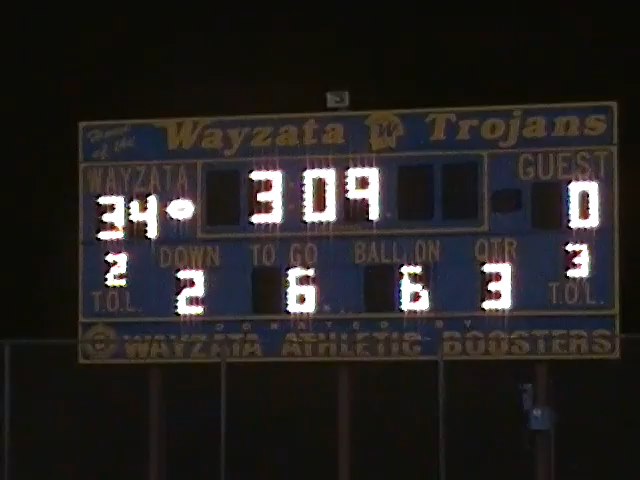 Home of the Wayzata W Trojans
WAYZATA 34 3 09 GUEST 0
2 T.O.L. DOWN 2 TO GO 6 BALL ON 6 QTR 3 3 T.O.L.
DONATED BY
WAYZATA ATHLETIC BOOSTERS